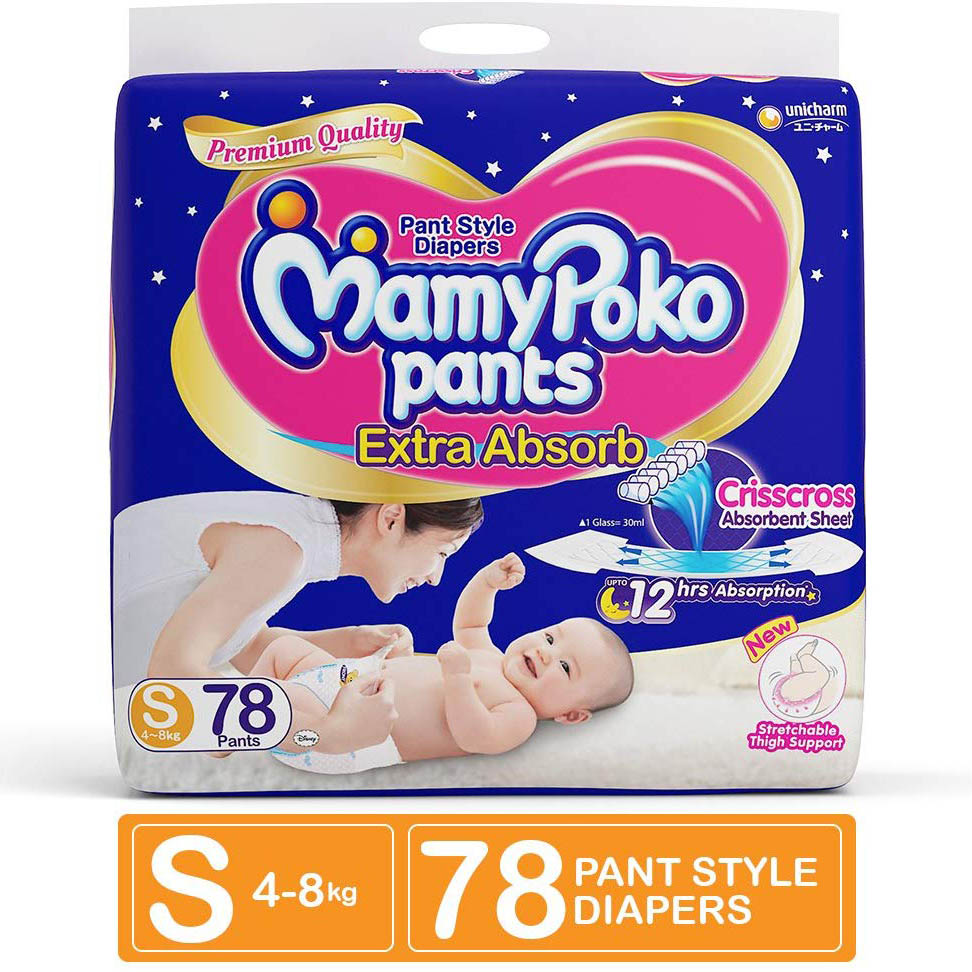 unicharm
ユニ・チャーム
Premium Quality
Pant Style
Diapers
MamyPoko
pants
Extra Absorb
Crisscross
Absorbent Sheet
▲1 Glass= 30ml
UPTO
12 hrs Absorption
New
Stretchable
Thigh Support
S
4~8kg
78
Pants
Disney
S 4-8kg
78 PANT STYLE
DIAPERS